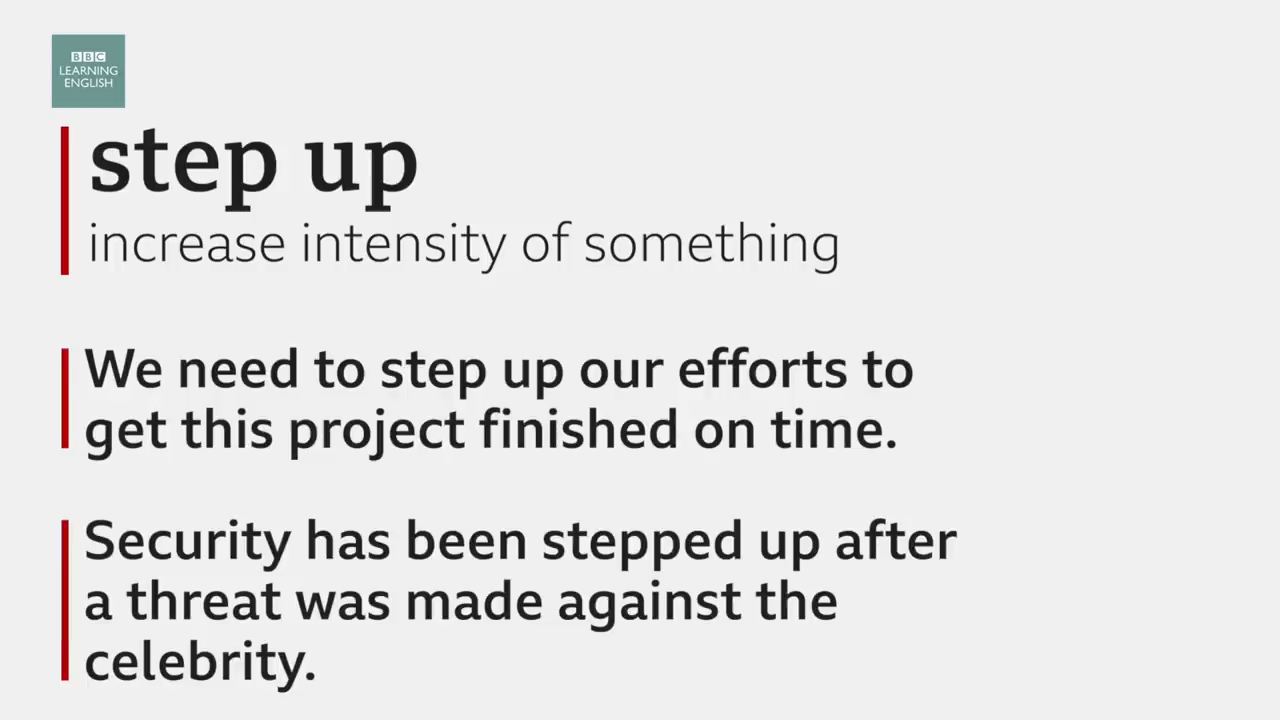 BBC
LEARNING
ENGLISH
step up
increase intensity of something
We need to step up our efforts to
get this project finished on time.
Security has been stepped up after
a threat was made against the
celebrity.